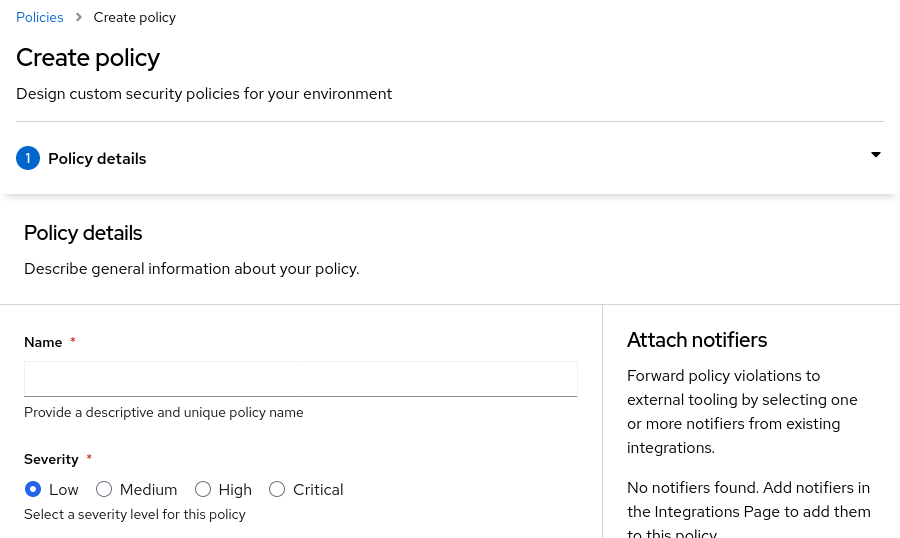 Policies > Create policy
Create policy
Design custom security policies for your environment
1 Policy details
Policy details
Describe general information about your policy.
Name *
Provide a descriptive and unique policy name
Severity *
Low Medium High Critical
Select a severity level for this policy
Attach notifiers
Forward policy violations to
external tooling by selecting one
or more notifiers from existing
integrations.
No notifiers found. Add notifiers in
the Integrations Page to add them
to this policy.